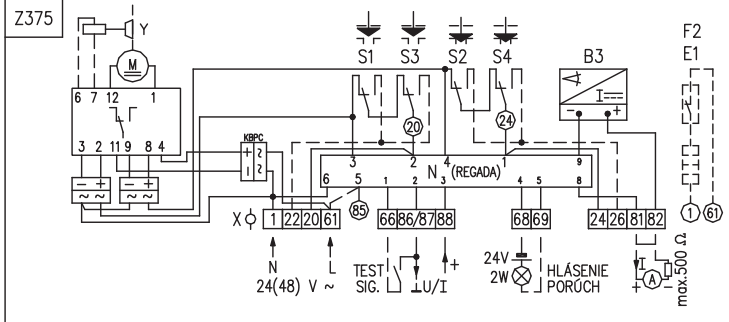 Z375
Y
M
6 7 12 1
3 2 11 9 8 4
− + − +
~ ~ ~ ~
KBPC
+ ~
− ~
S1 S3 S2 S4
20
24
B3
I
− +
F2
E1
3 2 4 1 9
N (REGADA)
6 5 1 2 3 4 5 8
85
X 1 22 20 61 66 86/87 88 68 69 24 26 81 82
1 61
N L
24(48) V ~
TEST
SIG.
U/I
+
24V
2W
HLÁSENIE
PORÚCH
I
A
+ −
max.500 Ω